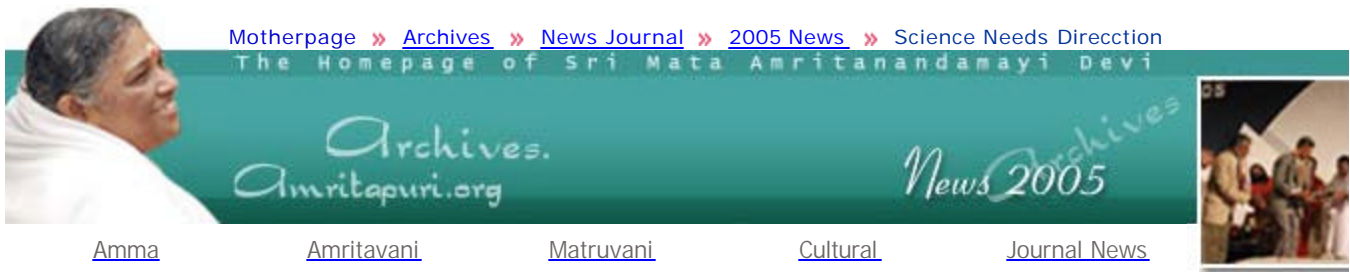 Motherpage » Archives » News Journal » 2005 News » Science Needs Direcction
The Homepage of Sri Mata Amritanandamayi Devi
Archives.
Amritapuri.org
Archives
News 2005
05
Amma Amritavani Matruvani Cultural Journal News